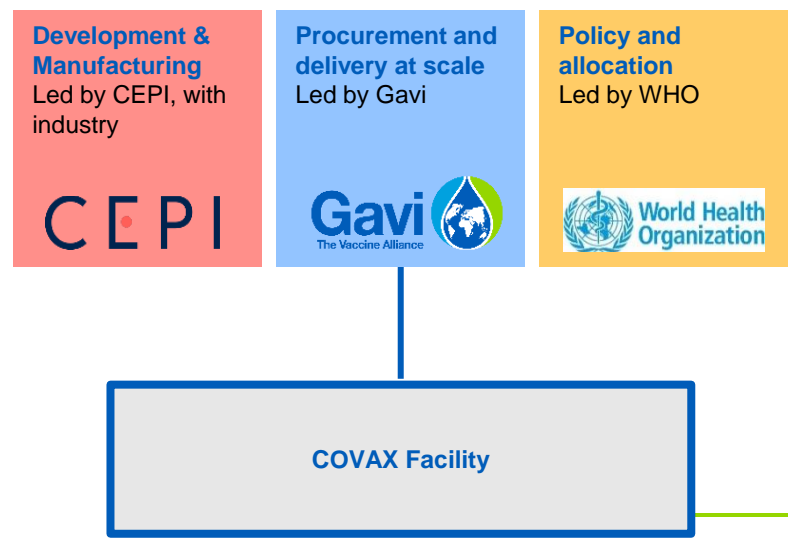 Development &
Manufacturing
Led by CEPI, with
industry
CEPI
Procurement and
delivery at scale
Led by Gavi
Gavi
The Vaccine Alliance
Policy and
allocation
Led by WHO
World Health
Organization
COVAX Facility